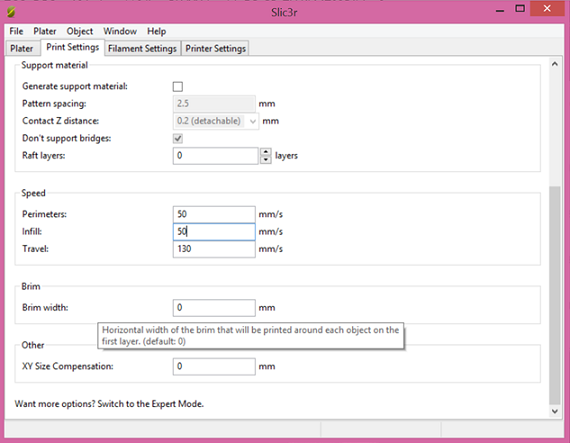 Slic3r
File Plater Object Window Help
Plater Print Settings Filament Settings Printer Settings
Support material
Generate support material:
Pattern spacing: 2.5 mm
Contact Z distance: 0.2 (detachable) mm
Don't support bridges:
Raft layers: 0 layers
Speed
Perimeters: 50 mm/s
Infill: 50 mm/s
Travel: 130 mm/s
Brim
Brim width: 0 mm
Horizontal width of the brim that will be printed around each object on the
first layer. (default: 0)
Other
XY Size Compensation: 0 mm
Want more options? Switch to the Expert Mode.